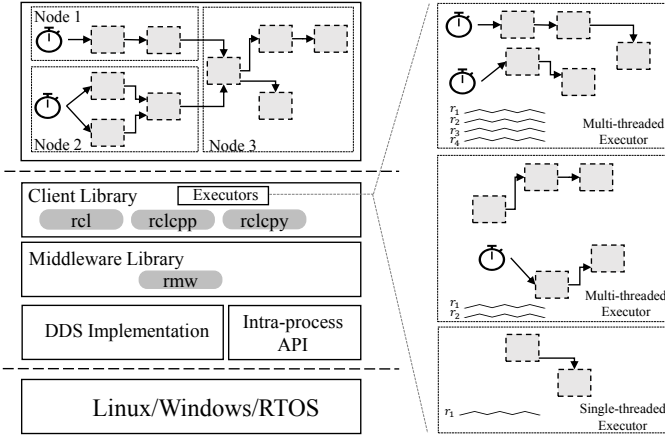 Node 1
Node 2
Node 3
Client Library
Executors
rcl
rclcpp
rclcpy
Middleware Library
rmw
DDS Implementation
Intra-process
API
Linux/Windows/RTOS
r1
r2
r3
r4
Multi-threaded
Executor
r1
r2
Multi-threaded
Executor
r1
Single-threaded
Executor